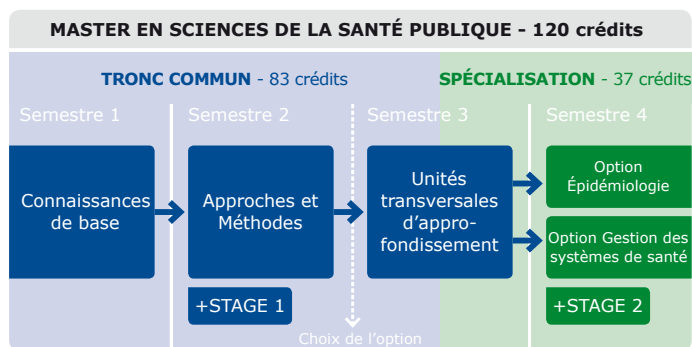 MASTER EN SCIENCES DE LA SANTÉ PUBLIQUE - 120 crédits
TRONC COMMUN - 83 crédits
SPÉCIALISATION - 37 crédits
Semestre 1
Semestre 2
Semestre 3
Semestre 4
Connaissances
de base
Approches et
Méthodes
Unités
transversales
d'appro-
fondissement
Option
Épidémiologie
Option Gestion des
systèmes de santé
+STAGE 1
+STAGE 2
Choix de l'option